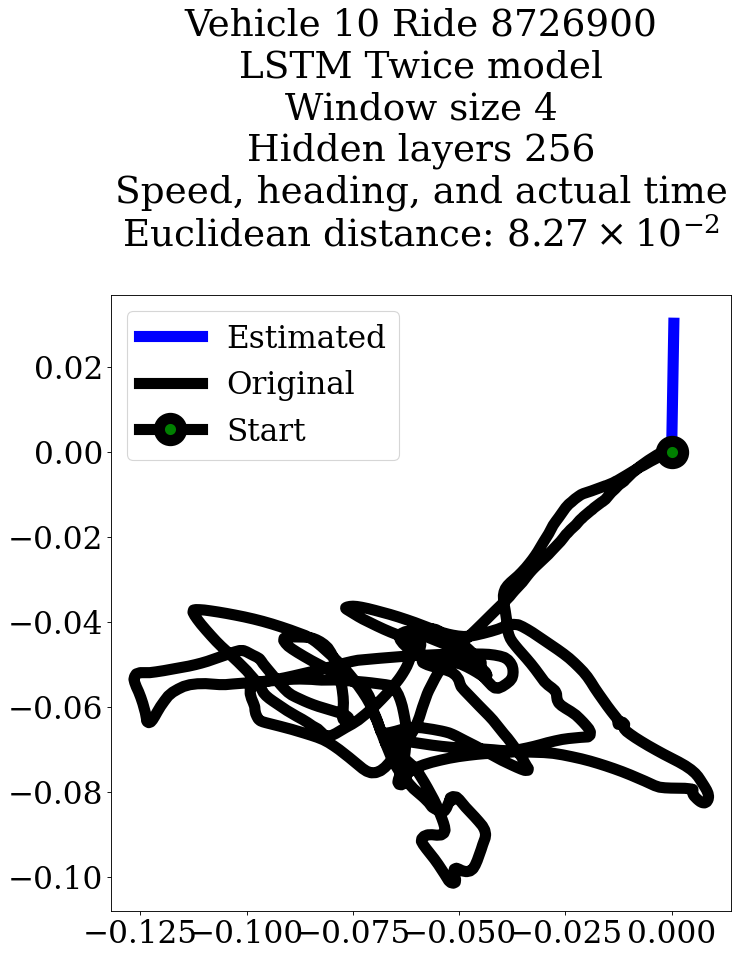 Vehicle 10 Ride 8726900
LSTM Twice model
Window size 4
Hidden layers 256
Speed, heading, and actual time
Euclidean distance: 8.27 × 10⁻²
Estimated
Original
Start
0.02
0.00
−0.02
−0.04
−0.06
−0.08
−0.10
−0.125 −0.100 −0.075 −0.050 −0.025 0.000